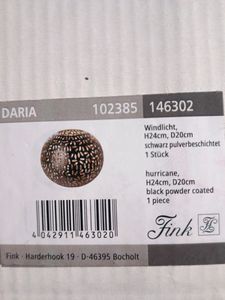 DARIA 102385 146302
Windlicht,
H24cm, D20cm
schwarz pulverbeschichtet
1 Stück
hurricane,
H24cm, D20cm
black powder coated
1 piece
4 042911 463020
Fink
Fink · Harderhook 19 · D-46395 Bocholt